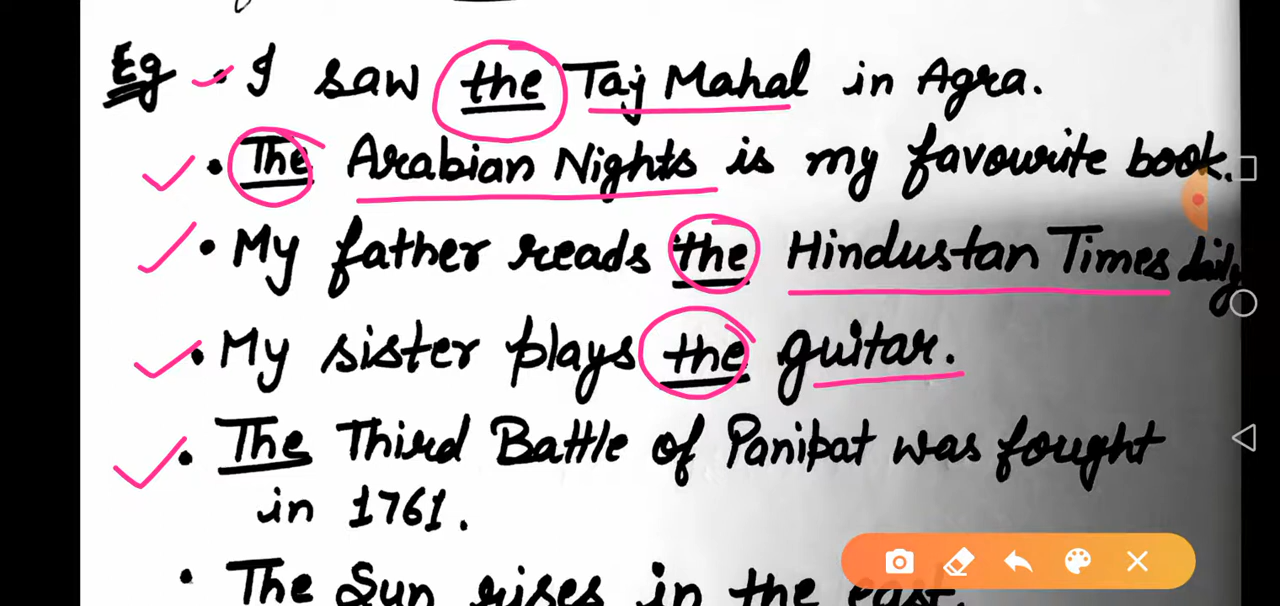 Eg • I saw the Taj Mahal in Agra.
• The Arabian Nights is my favourite book.
• My father reads the Hindustan Times daily
• My sister plays the guitar.
• The Third Battle of Panipat was fought
in 1761.
• The Sun rises in the east.